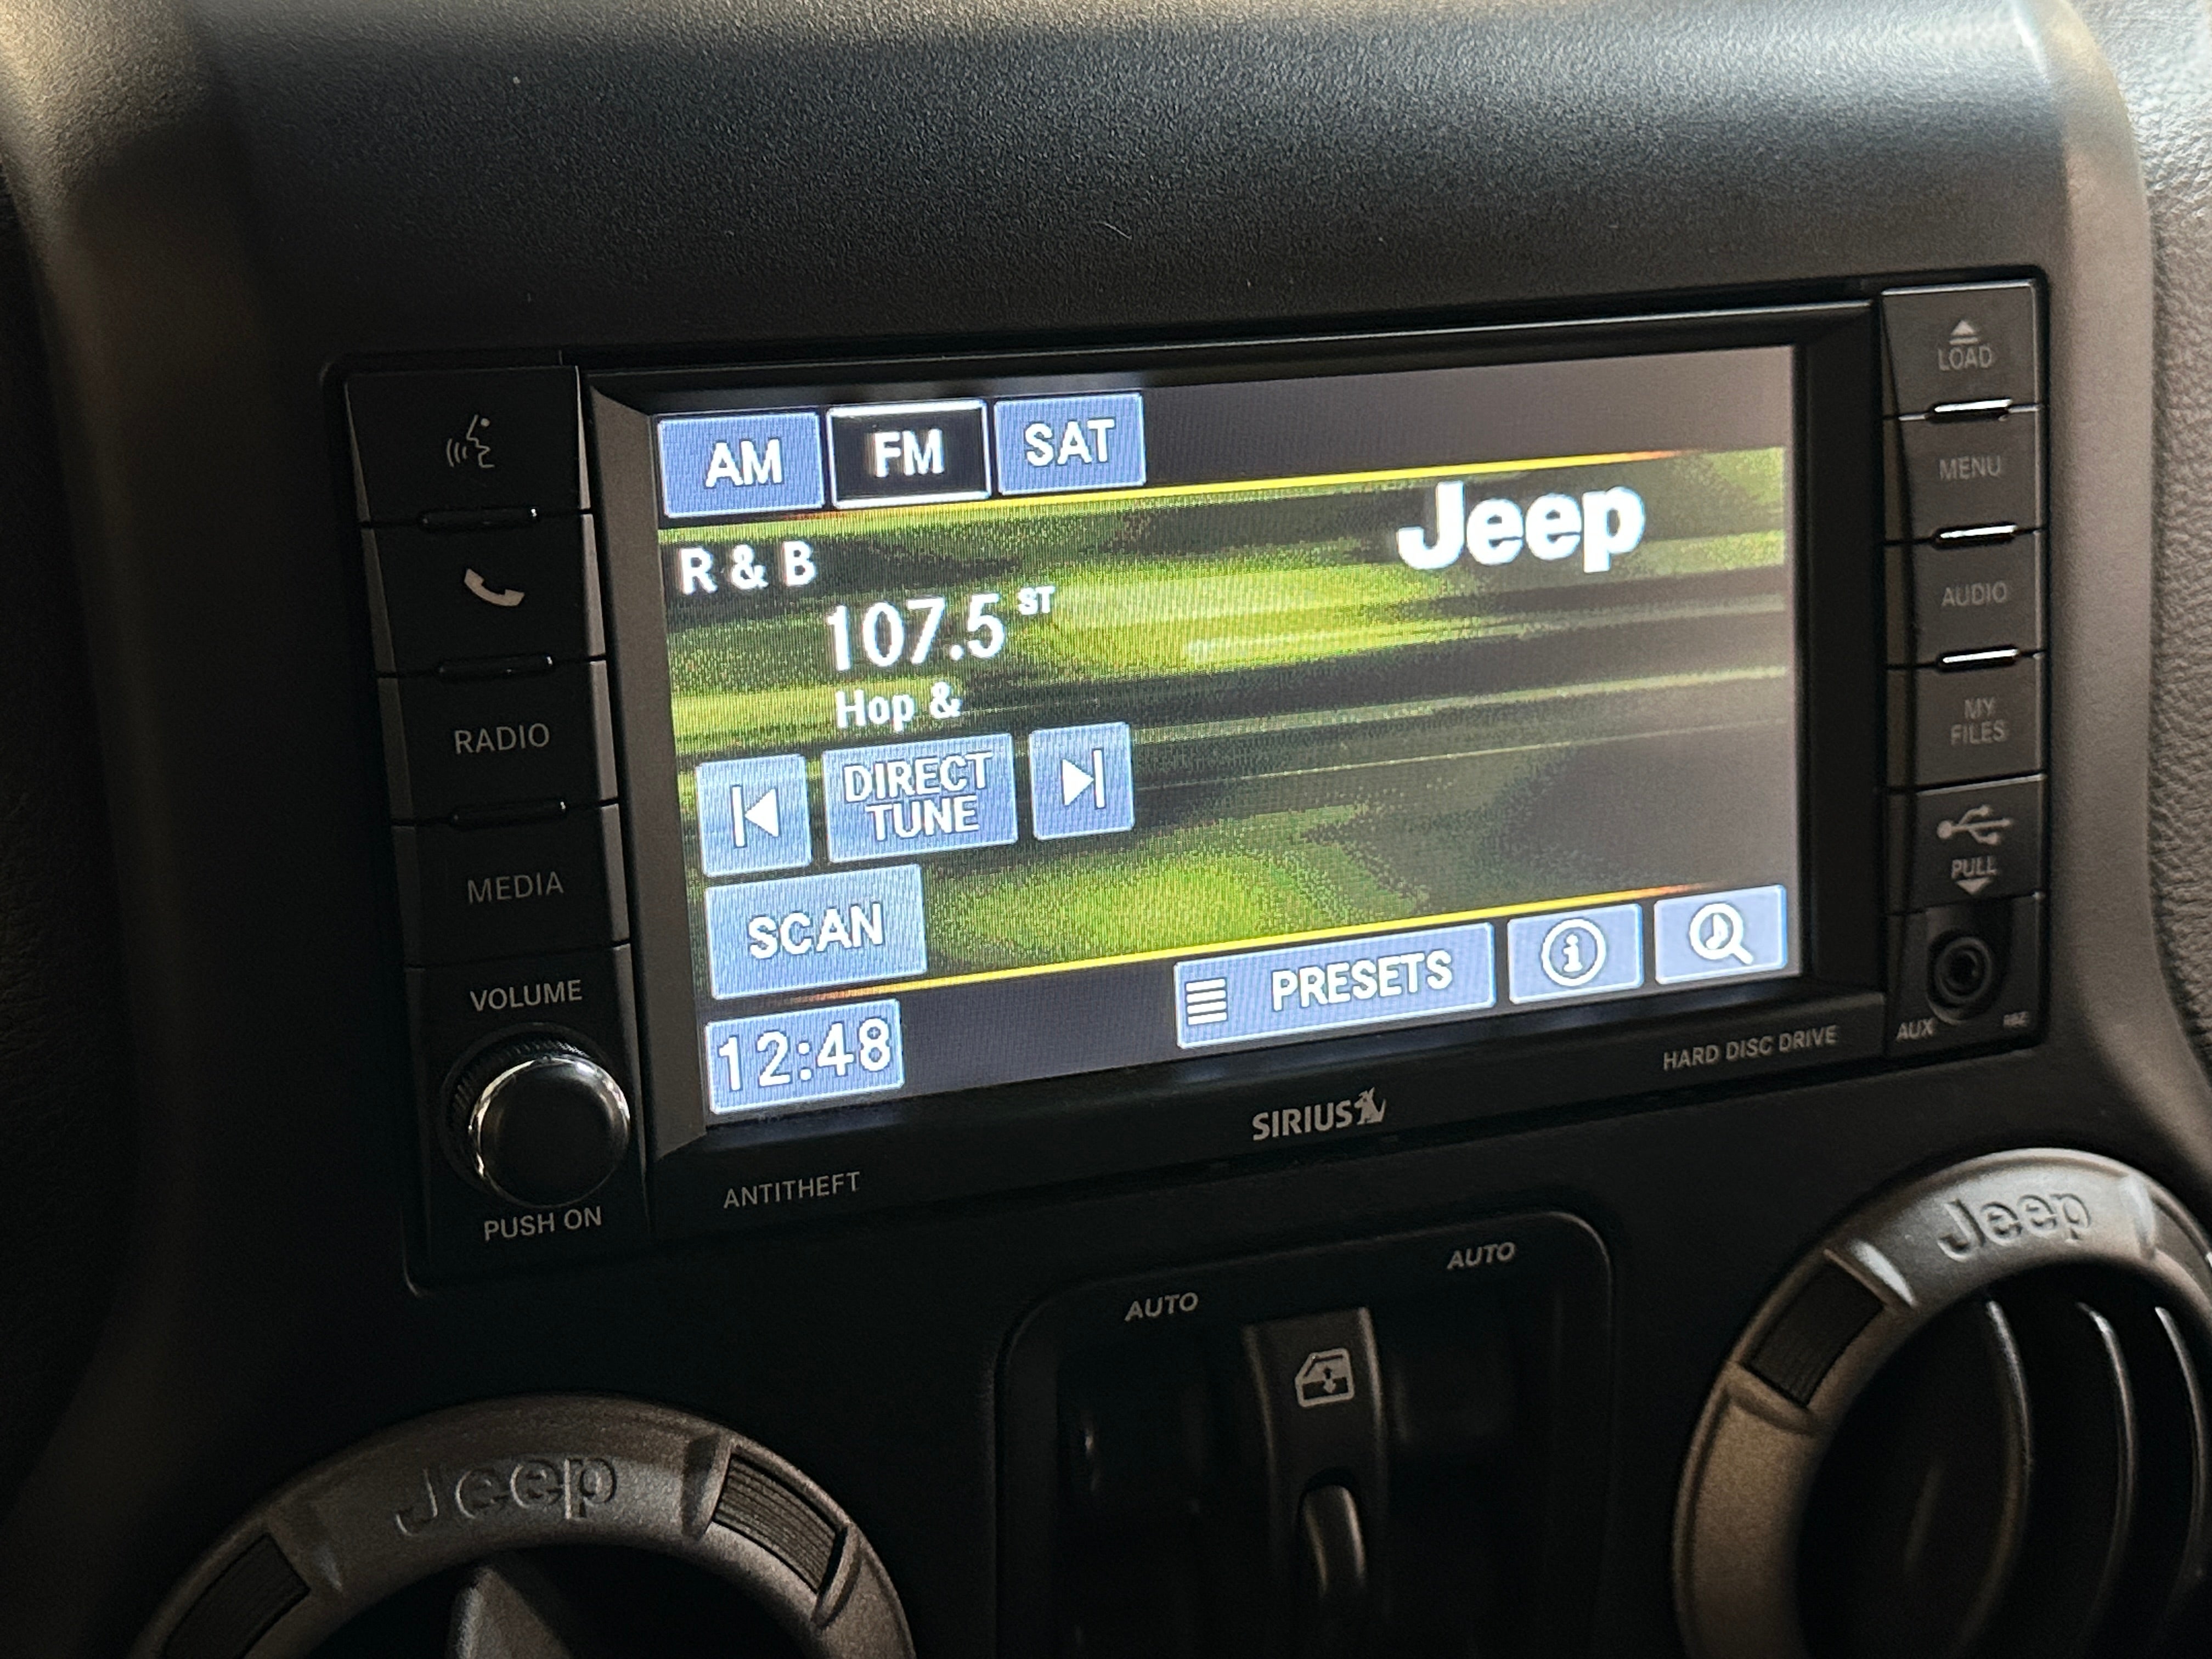 LOAD
MENU
AUDIO
MY
FILES
PULL
AUX
RADIO
MEDIA
VOLUME
PUSH ON
AM
FM
SAT
Jeep
R & B
107.5 ST
Hop &
DIRECT
TUNE
SCAN
PRESETS
12:48
HARD DISC DRIVE
SIRIUS
ANTITHEFT
AUTO
AUTO
Jeep
Jeep